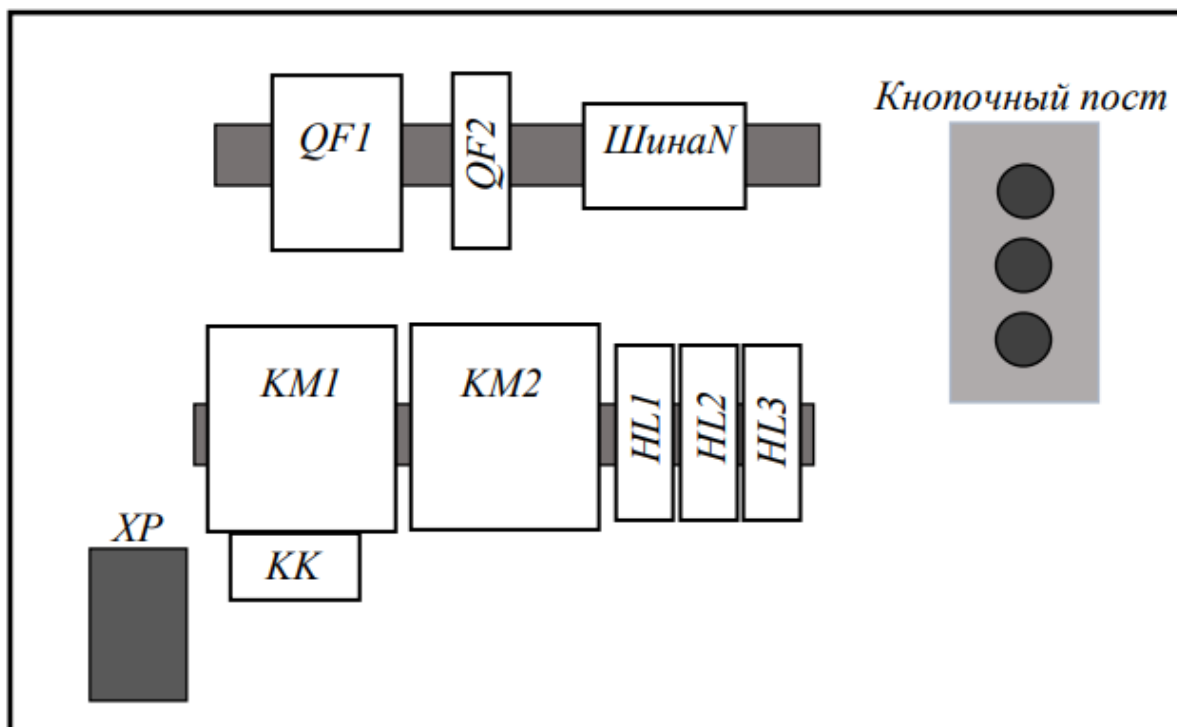 Кнопочный пост
QF1
QF2
ШинаN
KM1
KM2
HL1
HL2
HL3
XP
KK